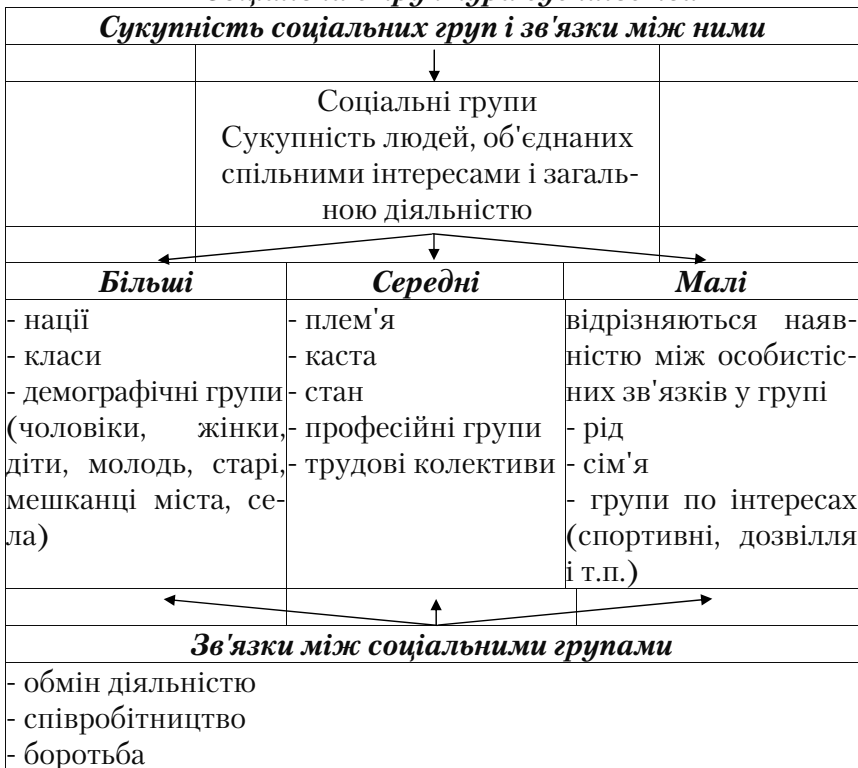 Сукупність соціальних груп і зв'язки між ними
Соціальні групи
Сукупність людей, об'єднаних
спільними інтересами і загаль-
ною діяльністю
Більші
- нації
- класи
- демографічні групи
(чоловіки, жінки,
діти, молодь, старі,
мешканці міста, се-
ла)
Середні
- плем'я
- каста
- стан
- професійні групи
- трудові колективи
Малі
відрізняються наяв-
ністю між особистіс-
них зв'язків у групі
- рід
- сім'я
- групи по інтересах
(спортивні, дозвілля
і т.п.)
Зв'язки між соціальними групами
- обмін діяльністю
- співробітництво
- боротьба